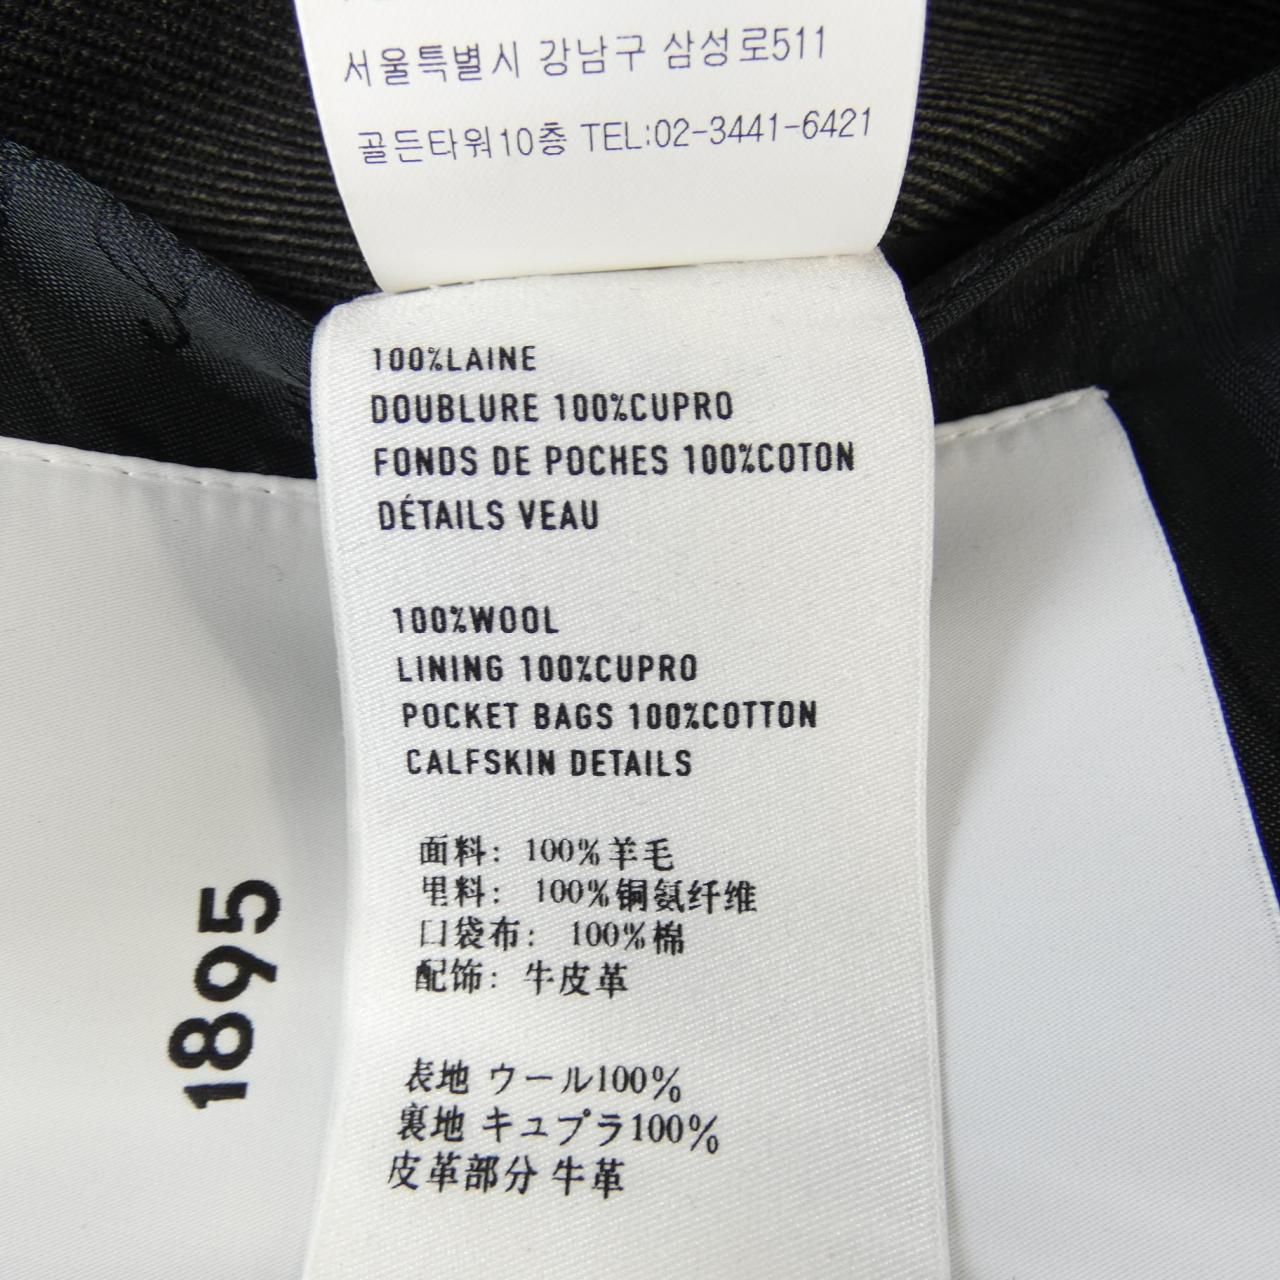 서울특별시 강남구 삼성로511
골든타워10층 TEL:02-3441-6421
100%LAINE
DOUBLURE 100%CUPRO
FONDS DE POCHES 100%COTON
DÉTAILS VEAU
100%WOOL
LINING 100%CUPRO
POCKET BAGS 100%COTTON
CALFSKIN DETAILS
面料: 100%羊毛
里料: 100%铜氨纤维
口袋布: 100%棉
配饰: 牛皮革
表地 ウール100%
裏地 キュプラ100%
皮革部分 牛革
1895